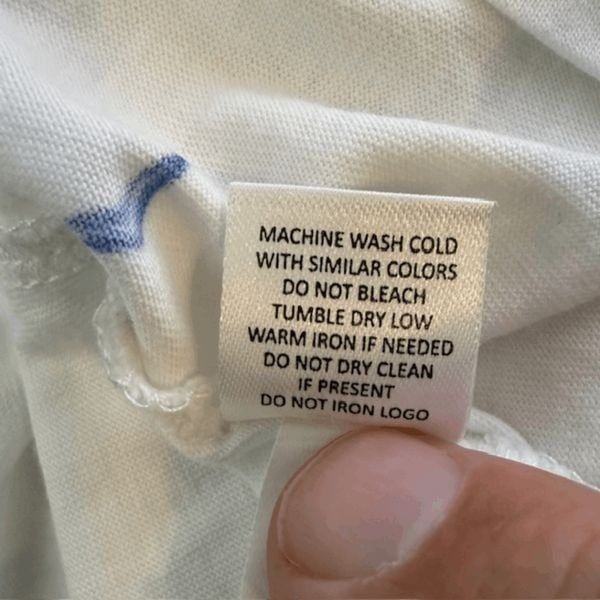 MACHINE WASH COLD
WITH SIMILAR COLORS
DO NOT BLEACH
TUMBLE DRY LOW
WARM IRON IF NEEDED
DO NOT DRY CLEAN
IF PRESENT
DO NOT IRON LOGO